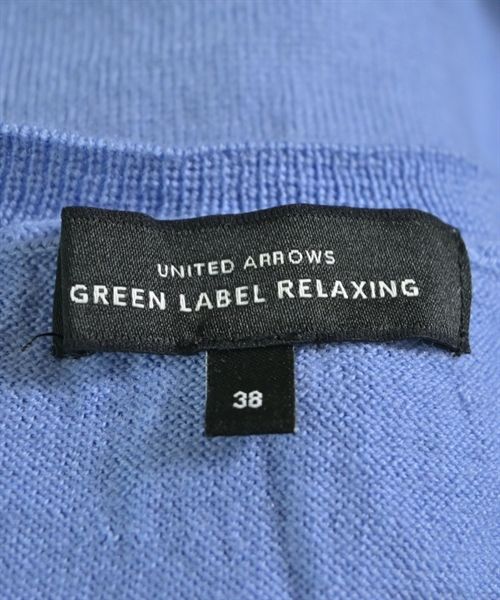 UNITED ARROWS
GREEN LABEL RELAXING
38